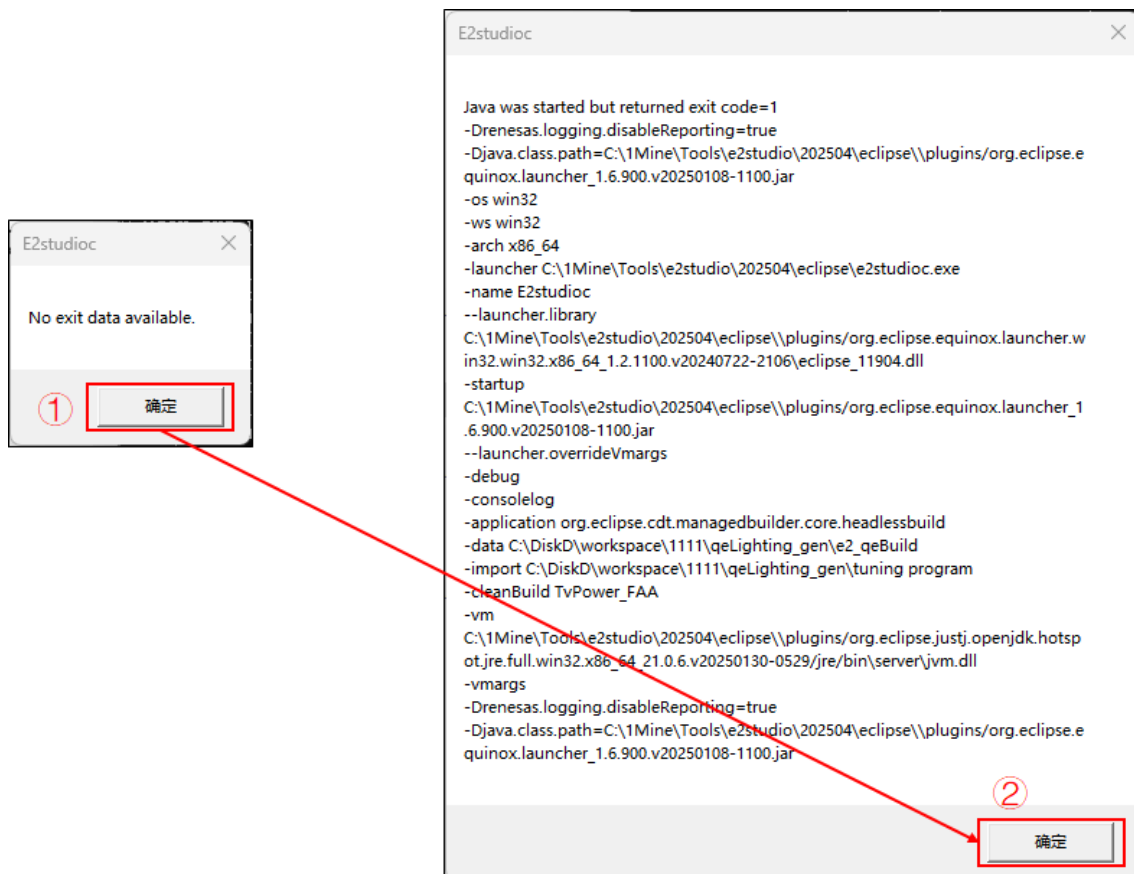 E2studioc
No exit data available.
① 确定
E2studioc
Java was started but returned exit code=1
-Drenesas.logging.disableReporting=true
-Djava.class.path=C:\1Mine\Tools\e2studio\202504\eclipse\\plugins/org.eclipse.e
quinox.launcher_1.6.900.v20250108-1100.jar
-os win32
-ws win32
-arch x86_64
-launcher C:\1Mine\Tools\e2studio\202504\eclipse\e2studioc.exe
-name E2studioc
--launcher.library
C:\1Mine\Tools\e2studio\202504\eclipse\\plugins/org.eclipse.equinox.launcher.w
in32.win32.x86_64_1.2.1100.v20240722-2106\eclipse_11904.dll
-startup
C:\1Mine\Tools\e2studio\202504\eclipse\\plugins/org.eclipse.equinox.launcher_1
.6.900.v20250108-1100.jar
--launcher.overrideVmargs
-debug
-consolelog
-application org.eclipse.cdt.managedbuilder.core.headlessbuild
-data C:\DiskD\workspace\1111\qeLighting_gen\e2_qeBuild
-import C:\DiskD\workspace\1111\qeLighting_gen\tuning program
-cleanBuild TvPower_FAA
-vm
C:\1Mine\Tools\e2studio\202504\eclipse\\plugins/org.eclipse.justj.openjdk.hotsp
ot.jre.full.win32.x86_64_21.0.6.v20250130-0529/jre/bin\server\jvm.dll
-vmargs
-Drenesas.logging.disableReporting=true
-Djava.class.path=C:\1Mine\Tools\e2studio\202504\eclipse\\plugins/org.eclipse.e
quinox.launcher_1.6.900.v20250108-1100.jar
②
确定